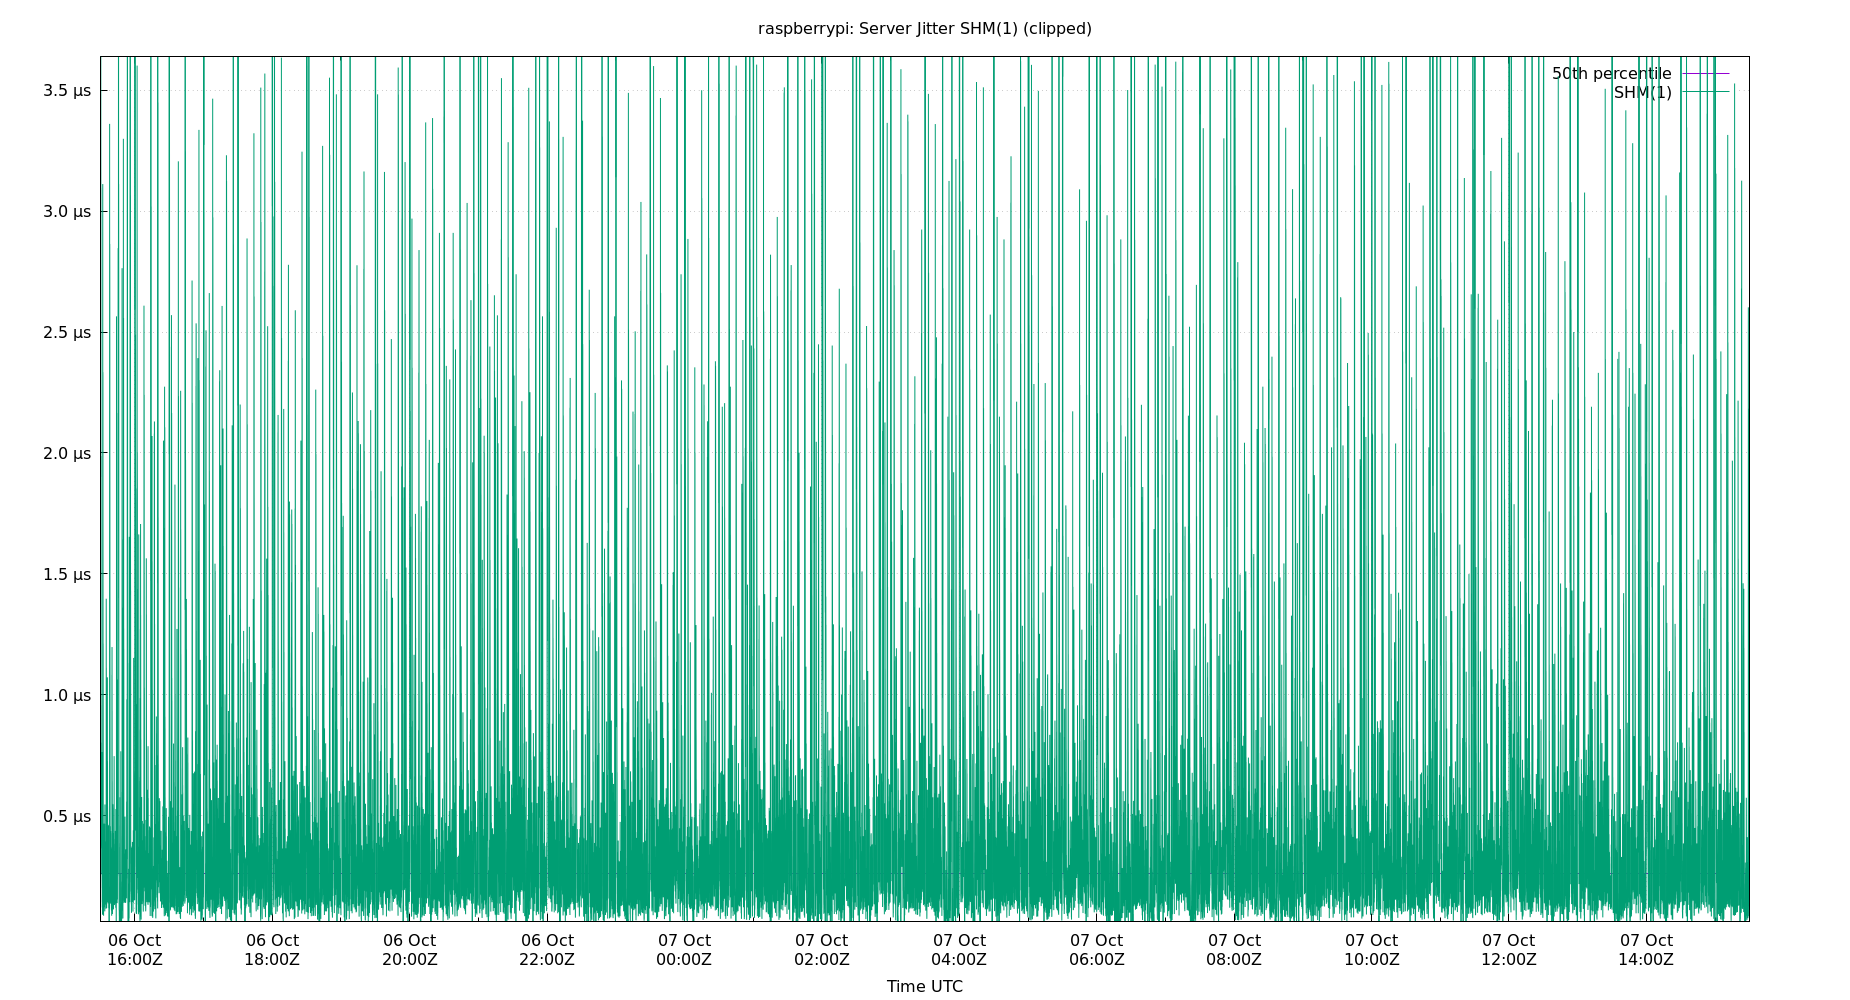 raspberrypi: Server Jitter SHM(1) (clipped)
50th percentile
SHM(1)
3.5 µs
3.0 µs
2.5 µs
2.0 µs
1.5 µs
1.0 µs
0.5 µs
06 Oct 06 Oct 06 Oct 06 Oct 07 Oct 07 Oct 07 Oct 07 Oct 07 Oct 07 Oct 07 Oct 07 Oct
16:00Z 18:00Z 20:00Z 22:00Z 00:00Z 02:00Z 04:00Z 06:00Z 08:00Z 10:00Z 12:00Z 14:00Z
Time UTC